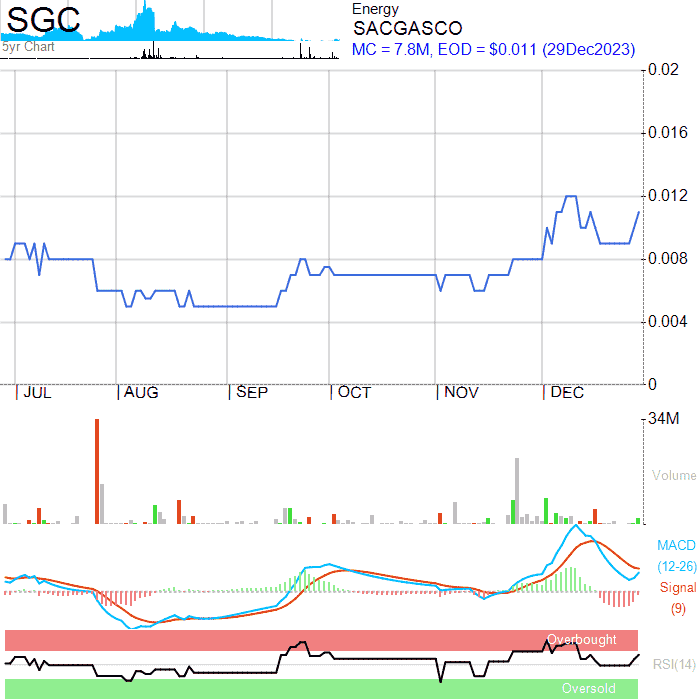 SGC
5yr Chart
Energy
SACGASCO
MC = 7.8M, EOD = $0.011 (29Dec2023)
0.02
0.016
0.012
0.008
0.004
0
JUL AUG SEP OCT NOV DEC
34M
Volume
MACD
(12-26)
Signal
(9)
Overbought
RSI(14)
Oversold